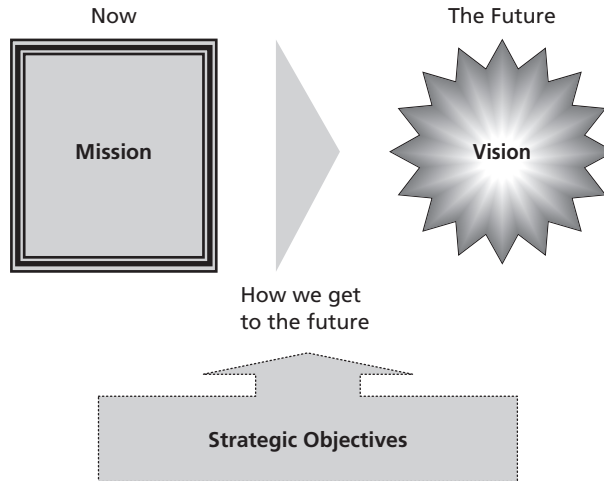 Now
The Future
Mission
Vision
How we get
to the future
Strategic Objectives